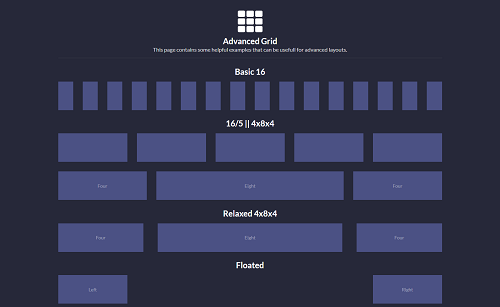 Advanced Grid
This page contains some helpful examples that can be usefull for advanced layouts.
Basic 16
16/5 || 4x8x4
Four Eight Four
Relaxed 4x8x4
Four Eight Four
Floated
Left Right